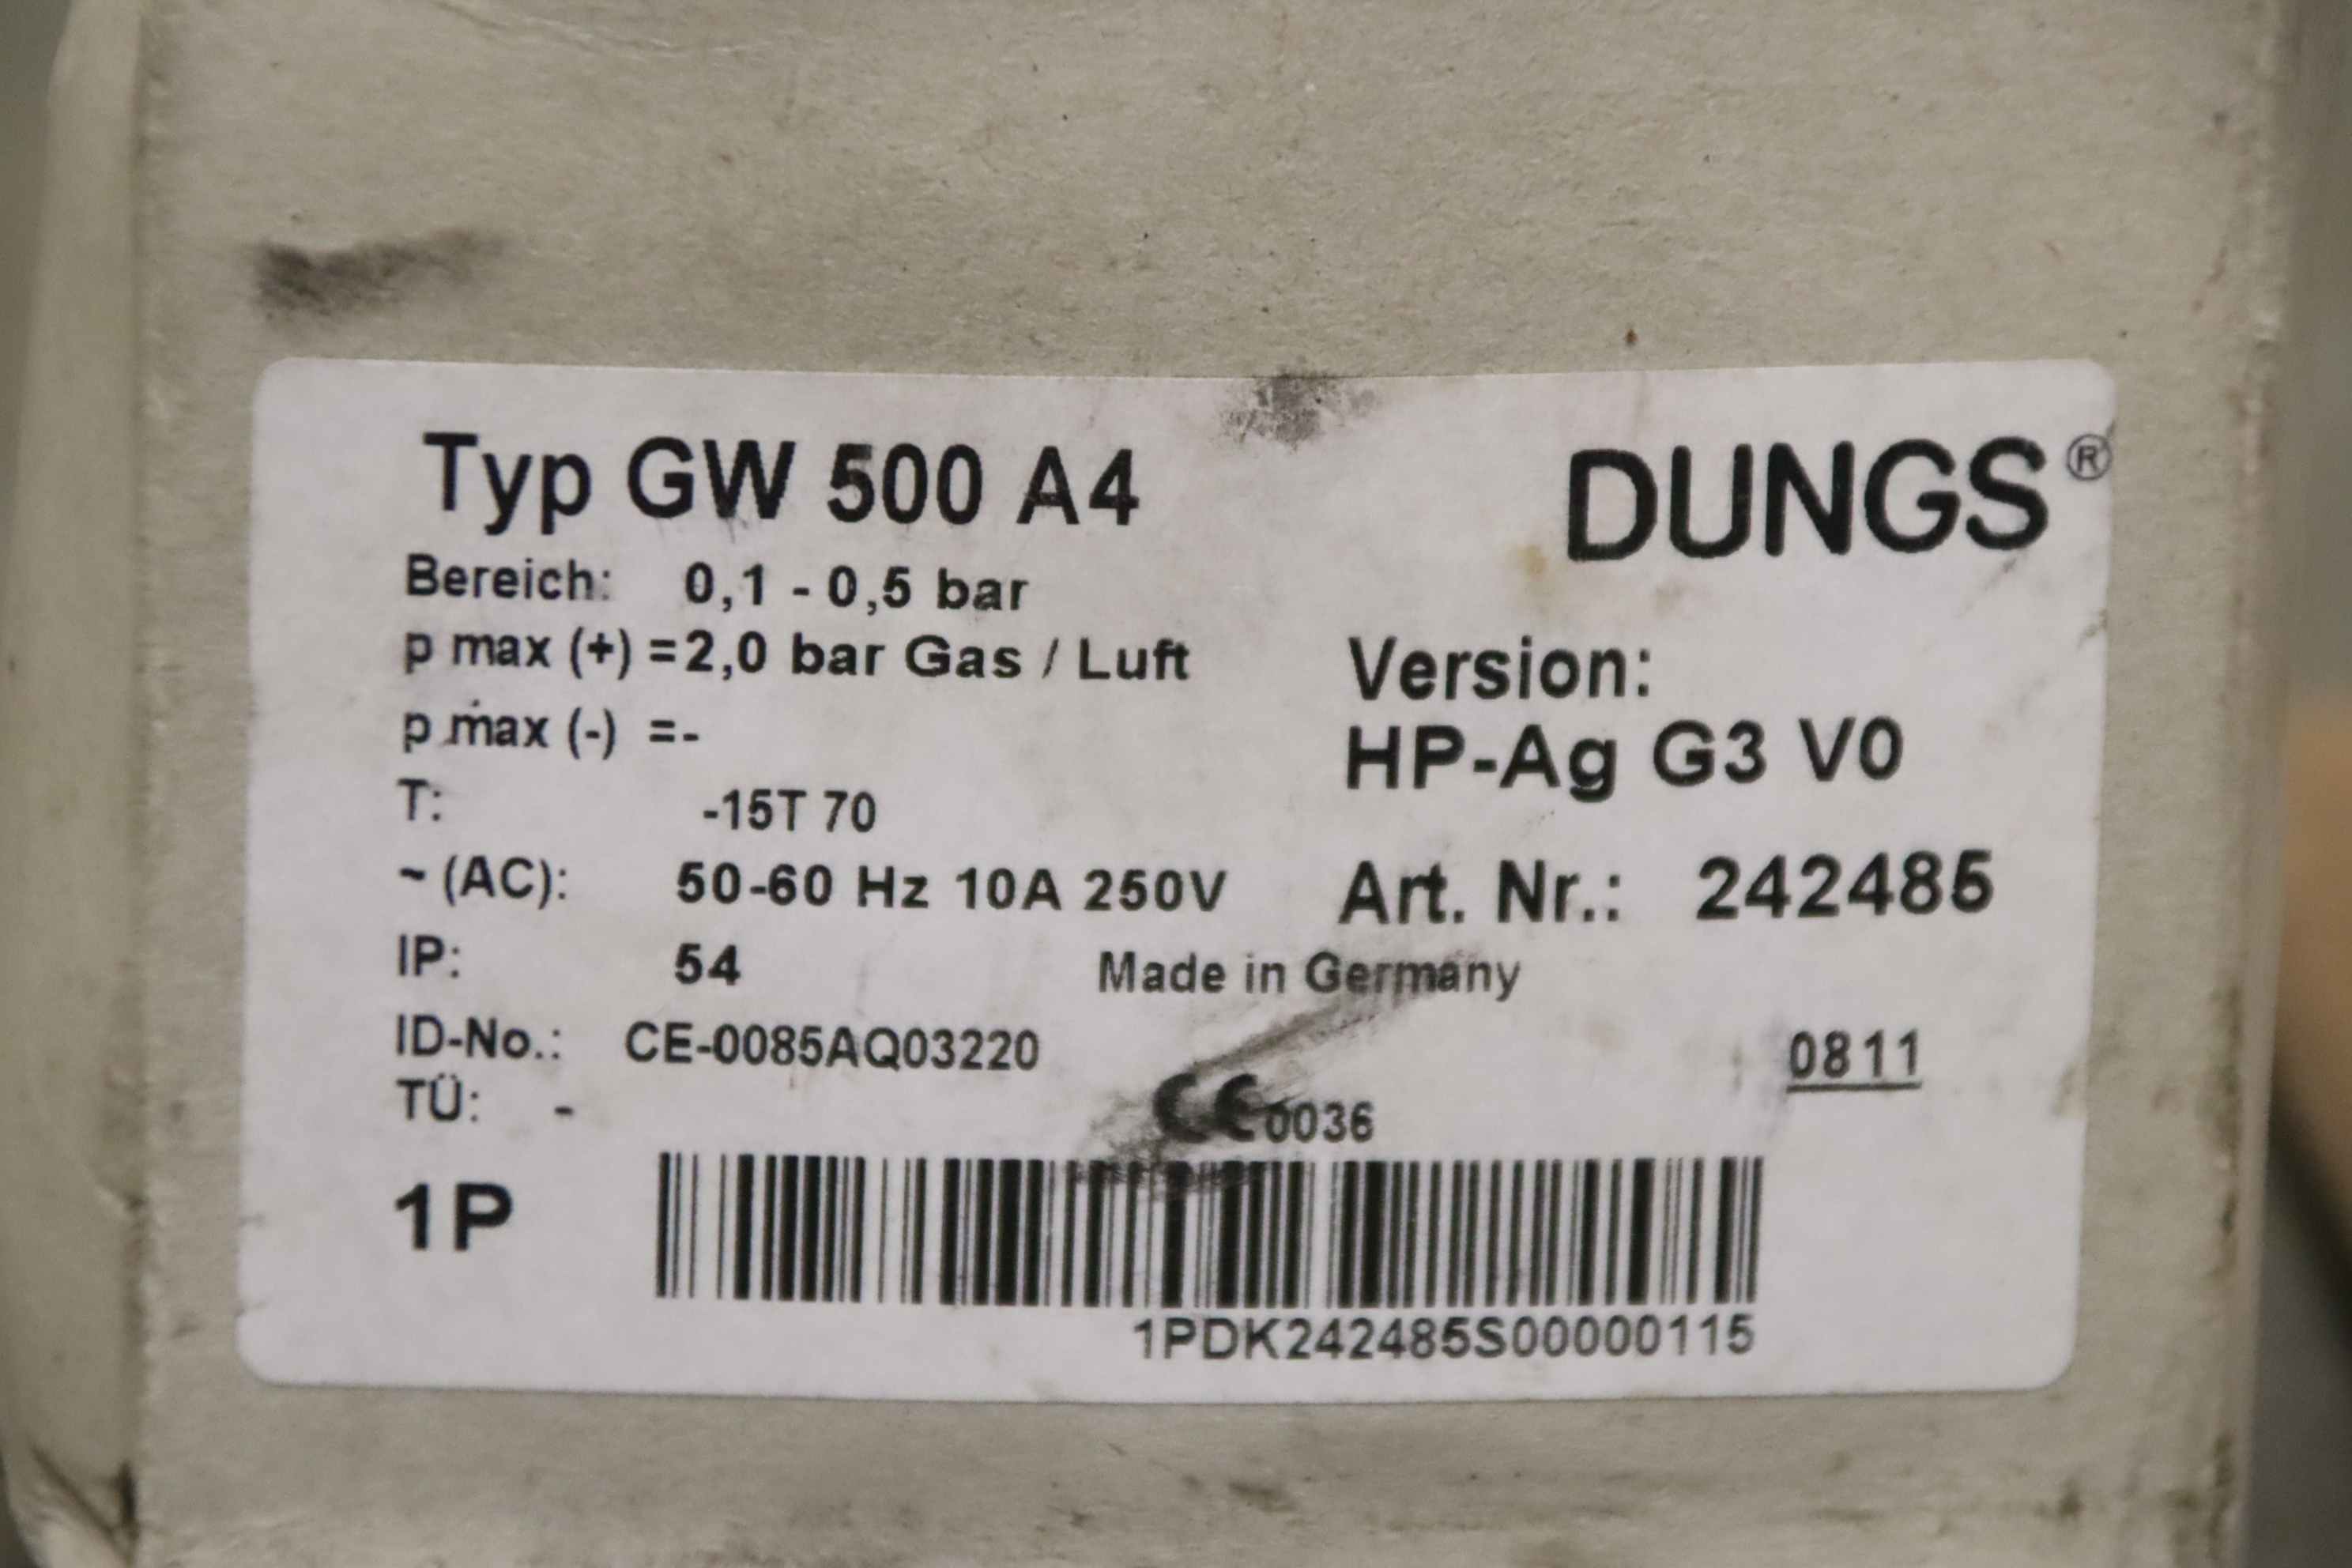 Typ GW 500 A4
DUNGS®
Bereich: 0,1 - 0,5 bar
p max (+) =2,0 bar Gas / Luft
p max (-) =-
Version:
HP-Ag G3 V0
T: -15T 70
~ (AC): 50-60 Hz 10A 250V
Art. Nr.: 242485
IP: 54
Made in Germany
ID-No.: CE-0085AQ03220
0811
TÜ: -
CE 0036
1P
1PDK242485S00000115